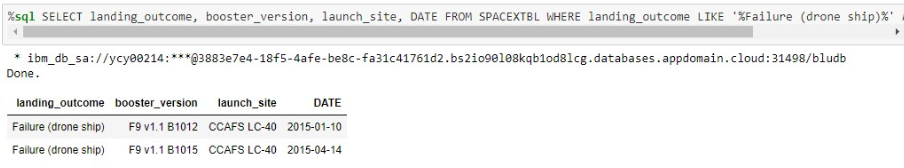 %sql SELECT landing_outcome, booster_version, launch_site, DATE FROM SPACEXTBL WHERE landing_outcome LIKE '%Failure (drone ship)%'
* ibm_db_sa://ycy00214:***@3883e7e4-18f5-4afe-be8c-fa31c41761d2.bs2io90l08kqb1od8lcg.databases.appdomain.cloud:31498/bludb
Done.
landing_outcome booster_version launch_site DATE
Failure (drone ship) F9 v1.1 B1012 CCAFS LC-40 2015-01-10
Failure (drone ship) F9 v1.1 B1015 CCAFS LC-40 2015-04-14